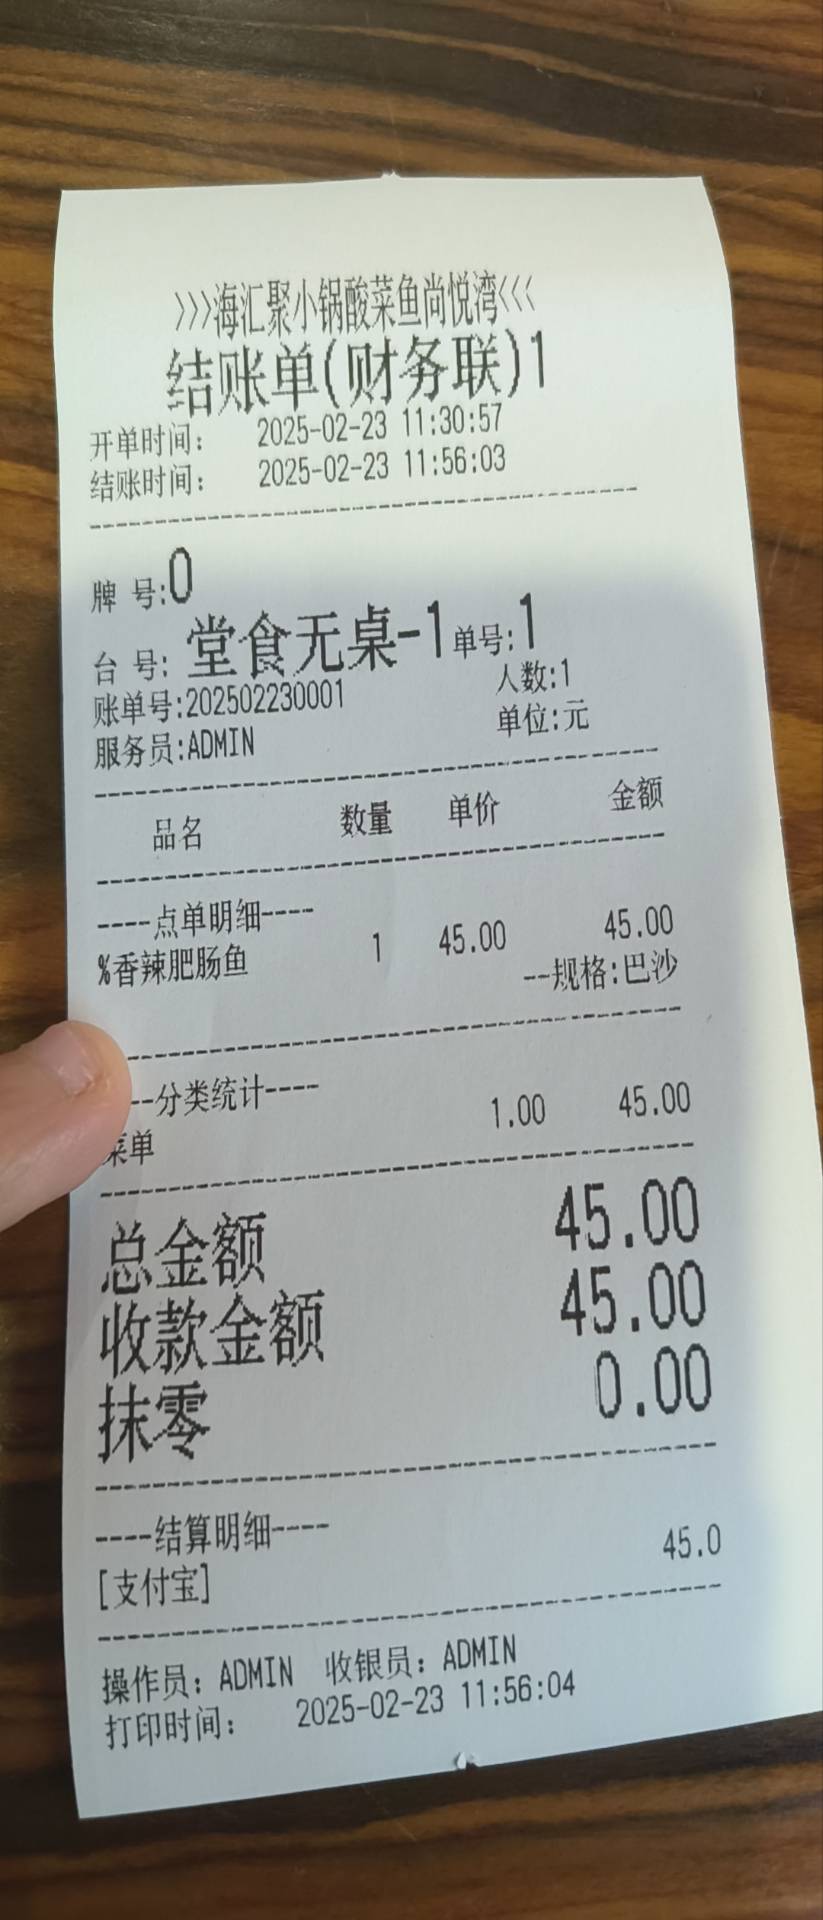 >>>海汇聚小锅酸菜鱼尚悦湾<<<
结账单(财务联)1
开单时间: 2025-02-23 11:30:57
结账时间: 2025-02-23 11:56:03
牌 号:0
台 号: 堂食无桌-1 单号:1
账单号:202502230001 人数:1
服务员:ADMIN 单位:元
品名 数量 单价 金额
----点单明细----
%香辣肥肠鱼 1 45.00 45.00
--规格:巴沙
--分类统计----
菜单 1.00 45.00
总金额 45.00
收款金额 45.00
抹零 0.00
----结算明细----
[支付宝] 45.0
操作员: ADMIN 收银员: ADMIN
打印时间: 2025-02-23 11:56:04